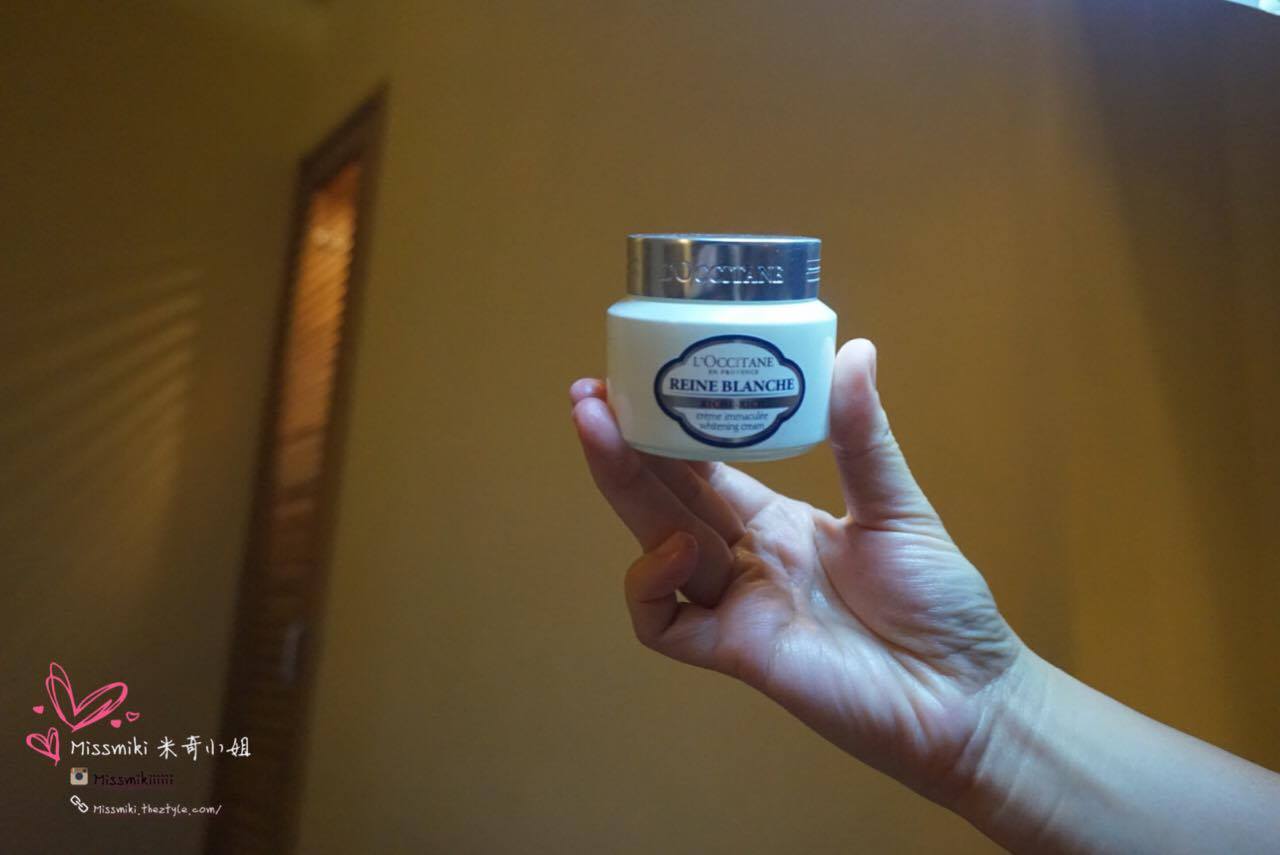 L'OCCITANE
L'OCCITANE
EN PROVENCE
REINE BLANCHE
crème immaculée
whitening cream
Missmiki 米奇小姐
Missmikiiiiii
Missmiki.theztyle.com/